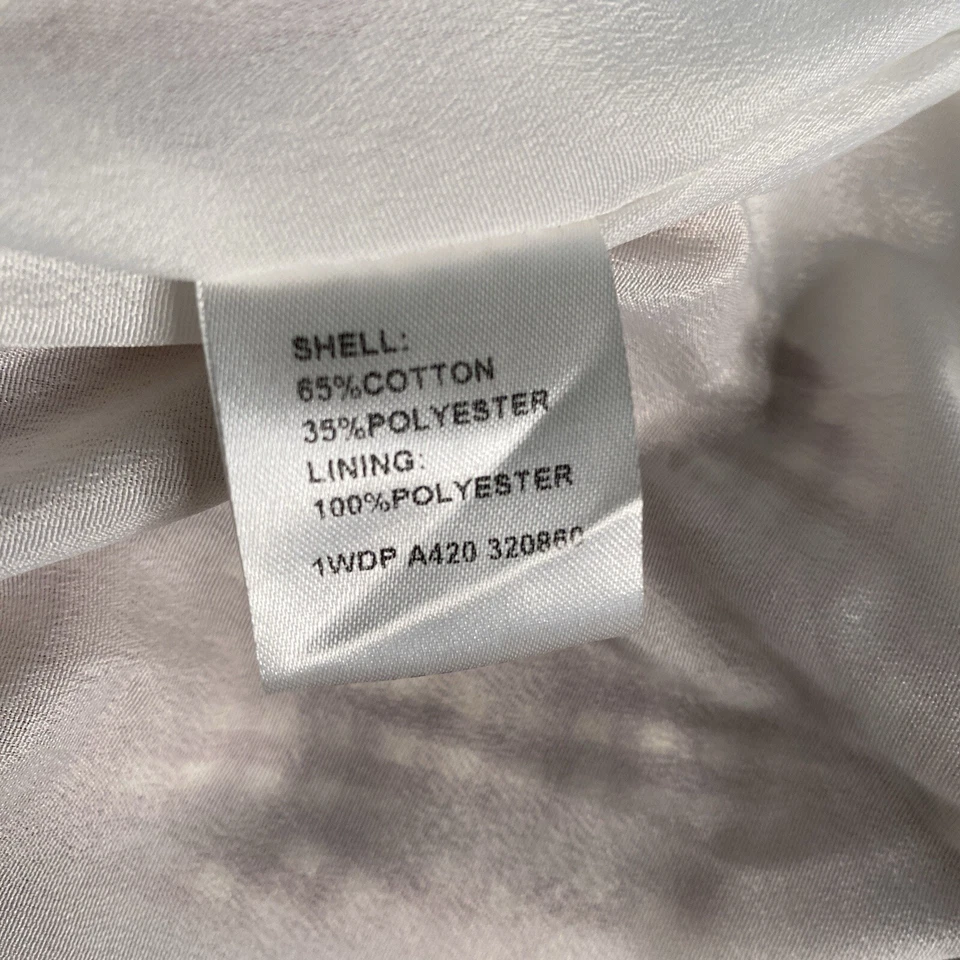 SHELL:
65%COTTON
35%POLYESTER
LINING:
100%POLYESTER
1WDP A420 320860